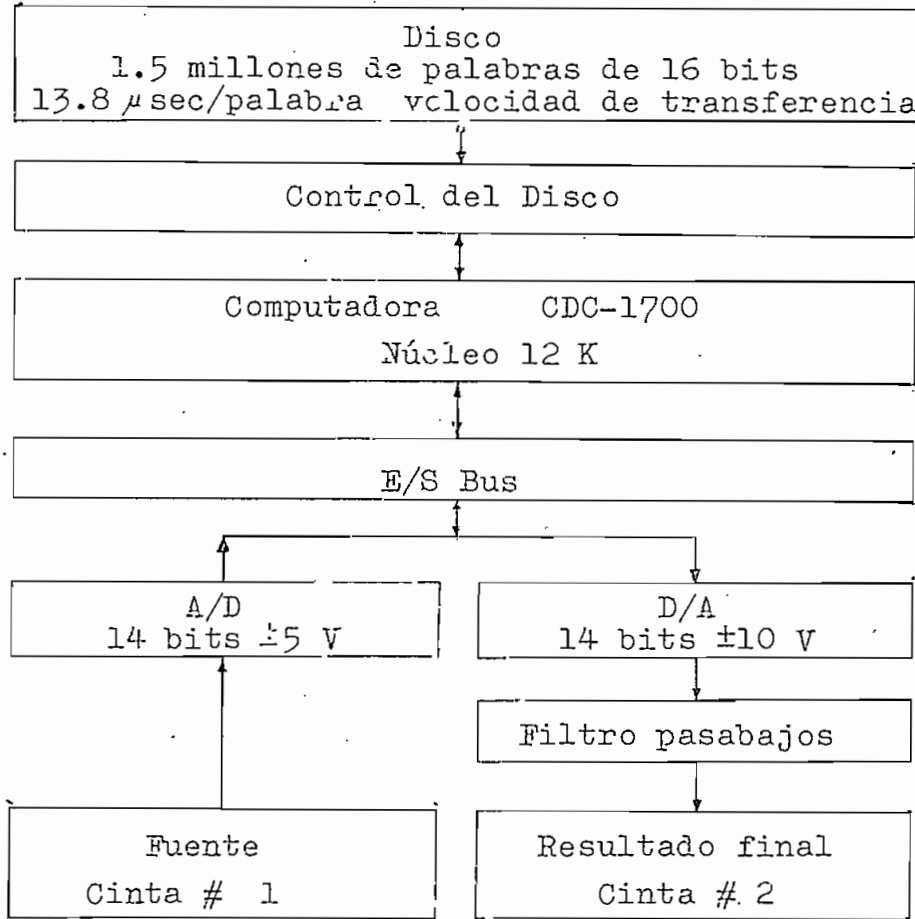 Disco
1.5 millones de palabras de 16 bits
13.8 μsec/palabra velocidad de transferencia
Control del Disco
Computadora CDC-1700
Núcleo 12 K
E/S Bus
A/D
14 bits ±5 V
D/A
14 bits ±10 V
Filtro pasabajos
Fuente
Cinta # 1
Resultado final
Cinta # 2